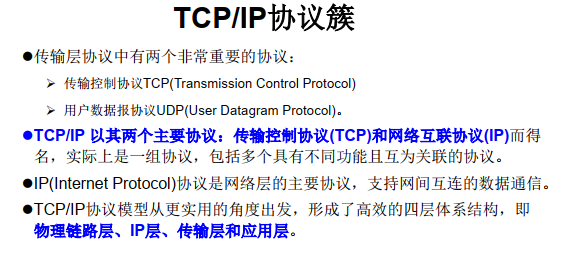 TCP/IP协议簇
●传输层协议中有两个非常重要的协议：
➢ 传输控制协议TCP(Transmission Control Protocol)
➢ 用户数据报协议UDP(User Datagram Protocol)。
●TCP/IP 以其两个主要协议：传输控制协议(TCP)和网络互联协议(IP)而得
名，实际上是一组协议，包括多个具有不同功能且互为关联的协议。
●IP(Internet Protocol)协议是网络层的主要协议，支持网间互连的数据通信。
●TCP/IP协议模型从更实用的角度出发，形成了高效的四层体系结构，即
物理链路层、IP层、传输层和应用层。